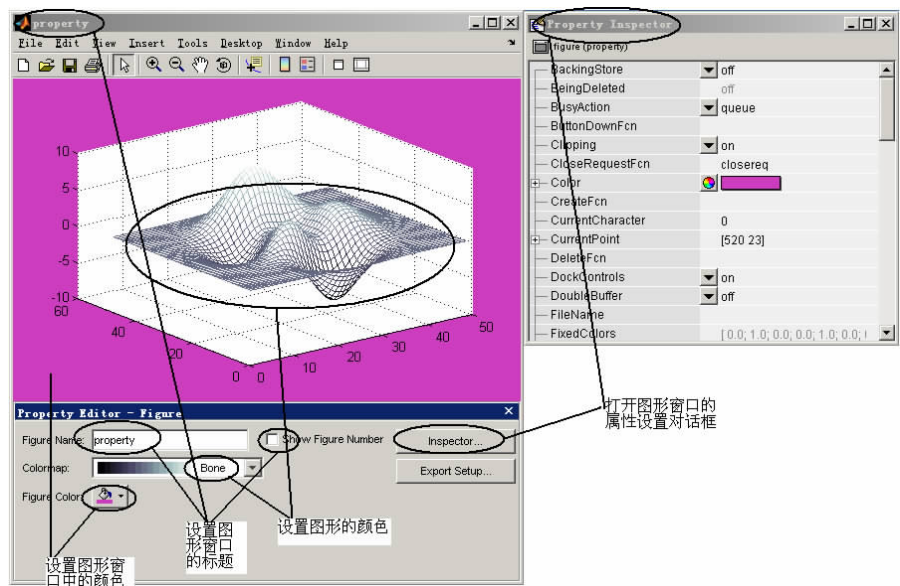 property
File Edit View Insert Tools Desktop Window Help
10
5
0
-5
-10
60
40
20
0
0
10
20
30
40
50
Property Editor - Figure
Figure Name: property
Show Figure Number
Inspector...
Colormap: Bone
Export Setup...
Figure Color:
设置图形窗口中的颜色
设置图形窗口的标题
设置图形的颜色
打开图形窗口的
属性设置对话框
Property Inspector
figure (property)
BackingStore off
BeingDeleted off
BusyAction queue
ButtonDownFcn
Clipping on
CloseRequestFcn closereq
Color
CreateFcn
CurrentCharacter 0
CurrentPoint [520 23]
DeleteFcn
DockControls on
DoubleBuffer off
FileName
FixedColors [ 0.0; 1.0; 0.0; 0.0; 1.0; 0.0; (